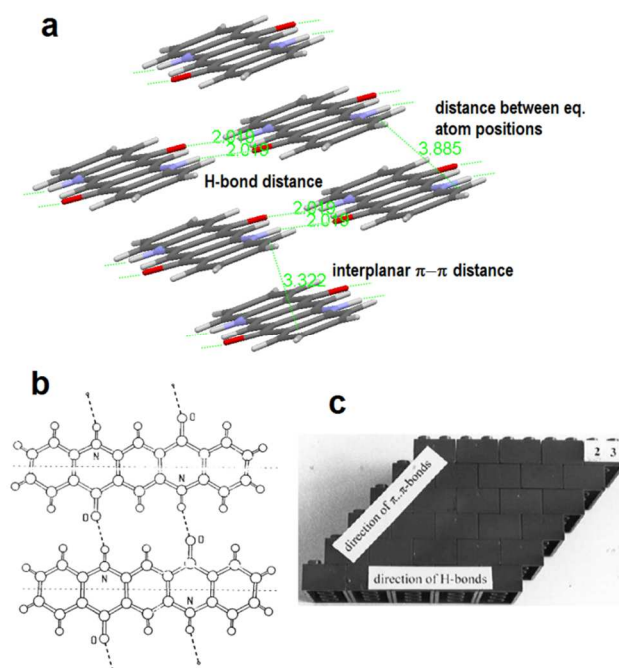 a
distance between eq.
atom positions
2.019
2.019
3.885
H-bond distance
2.019
2.019
interplanar π–π distance
3.322
b
O
N
N
O
O
N
N
O
c
2 3
direction of π...π-bonds
direction of H-bonds